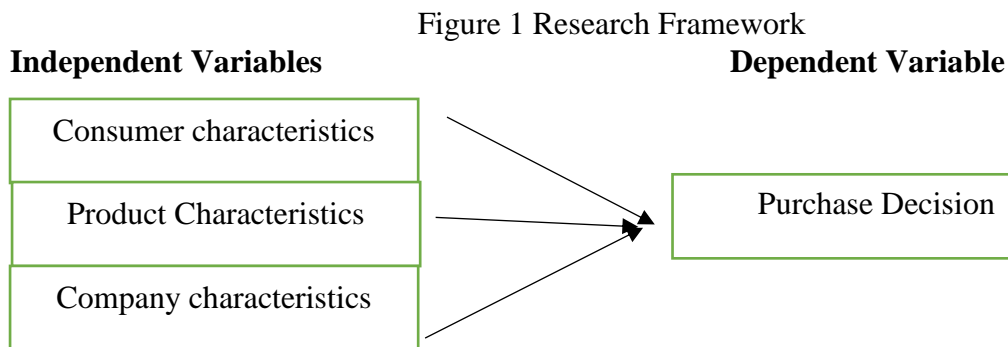 Figure 1 Research Framework
Independent Variables
Dependent Variable
Consumer characteristics
Product Characteristics
Purchase Decision
Company characteristics